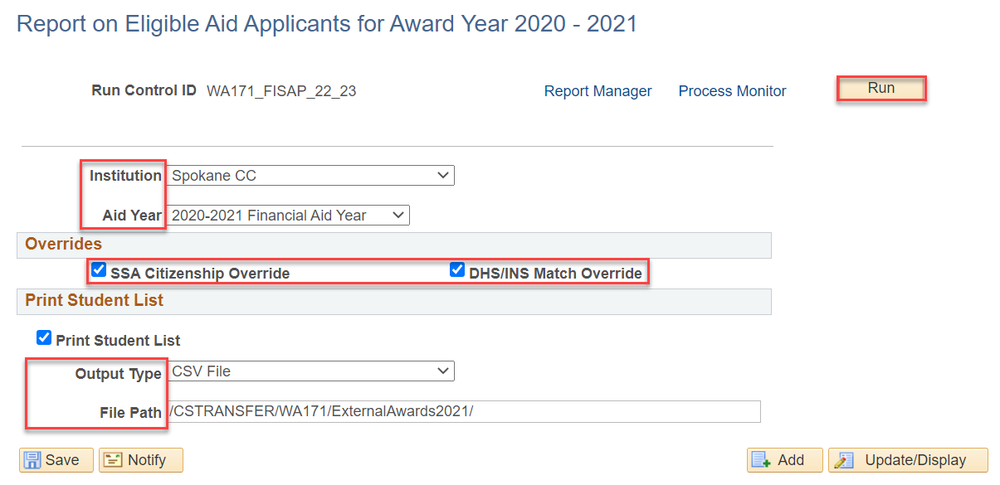 Report on Eligible Aid Applicants for Award Year 2020 - 2021
Run Control ID WA171_FISAP_22_23 Report Manager Process Monitor Run
Institution Spokane CC
Aid Year 2020-2021 Financial Aid Year
Overrides
SSA Citizenship Override DHS/INS Match Override
Print Student List
Print Student List
Output Type CSV File
File Path /CSTRANSFER/WA171/ExternalAwards2021/
Save Notify Add Update/Display